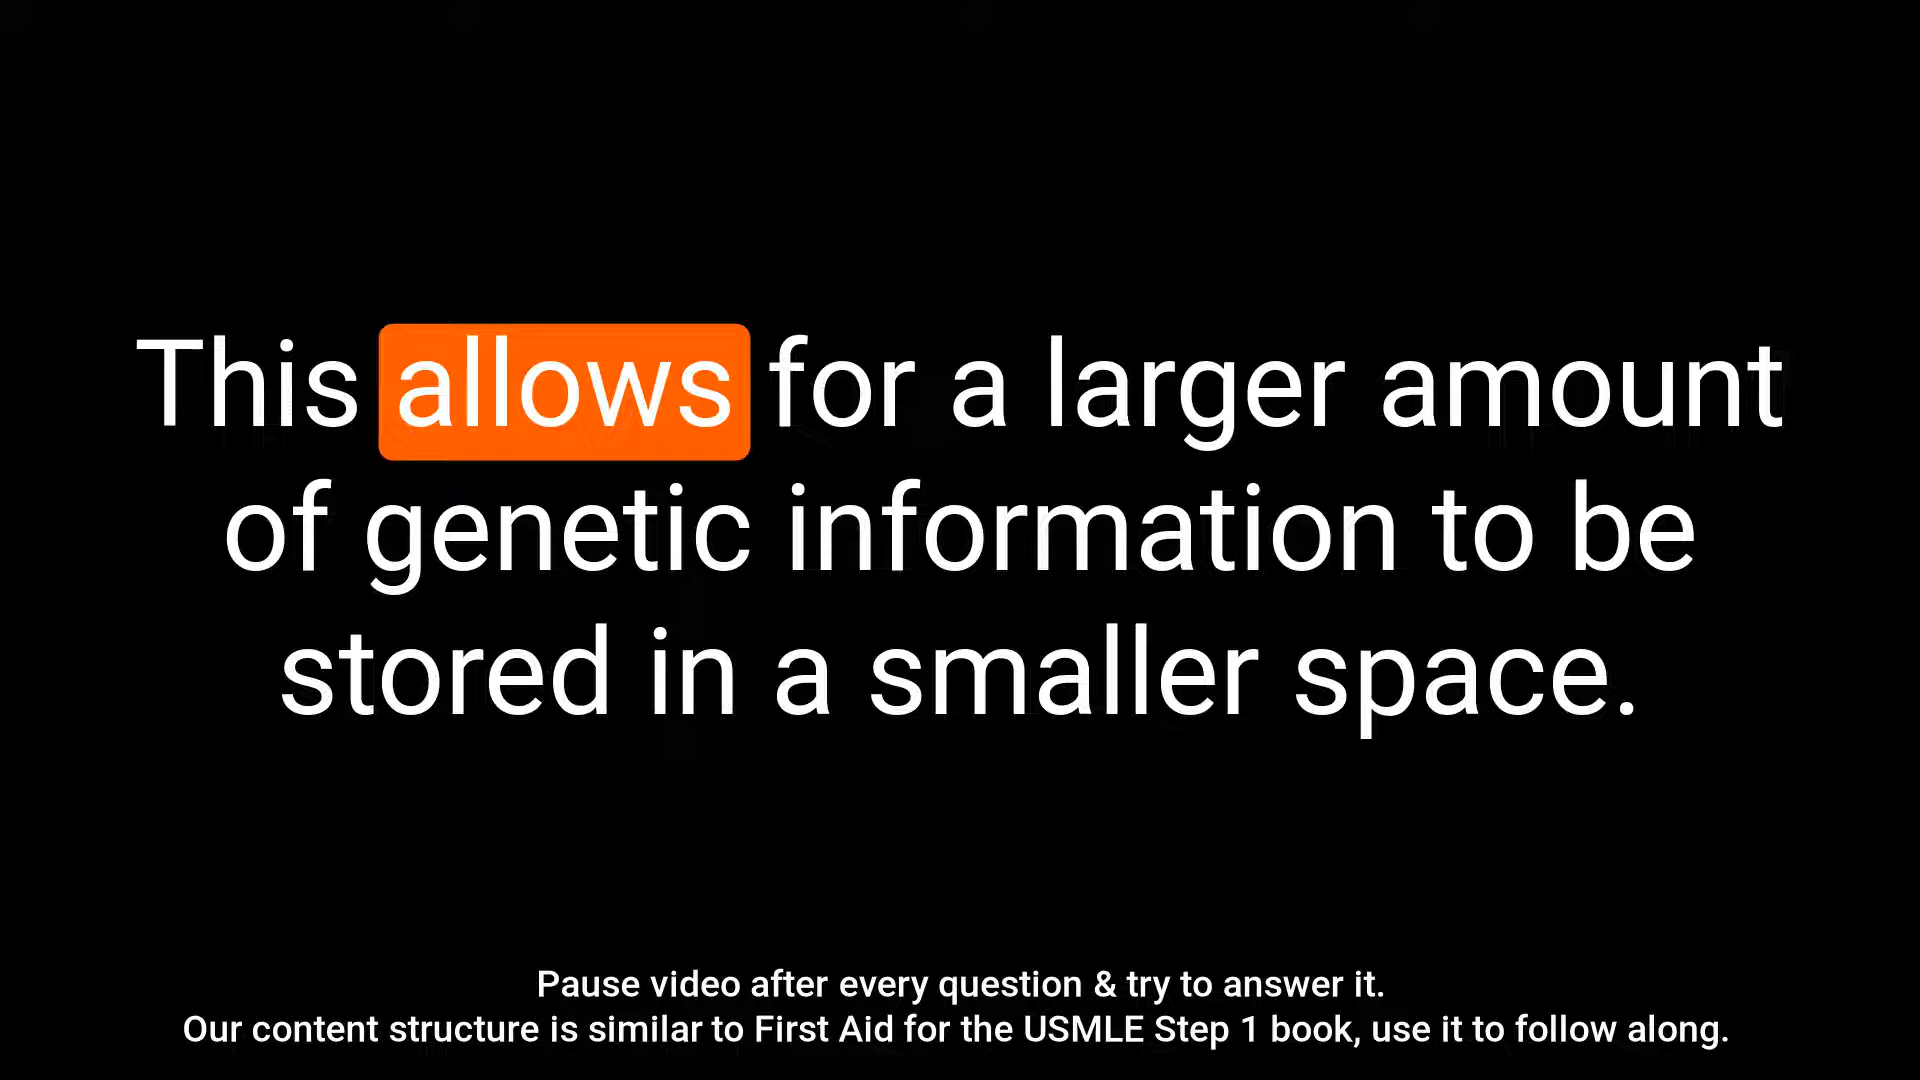 This allows for a larger amount
of genetic information to be
stored in a smaller space.
Pause video after every question & try to answer it.
Our content structure is similar to First Aid for the USMLE Step 1 book, use it to follow along.